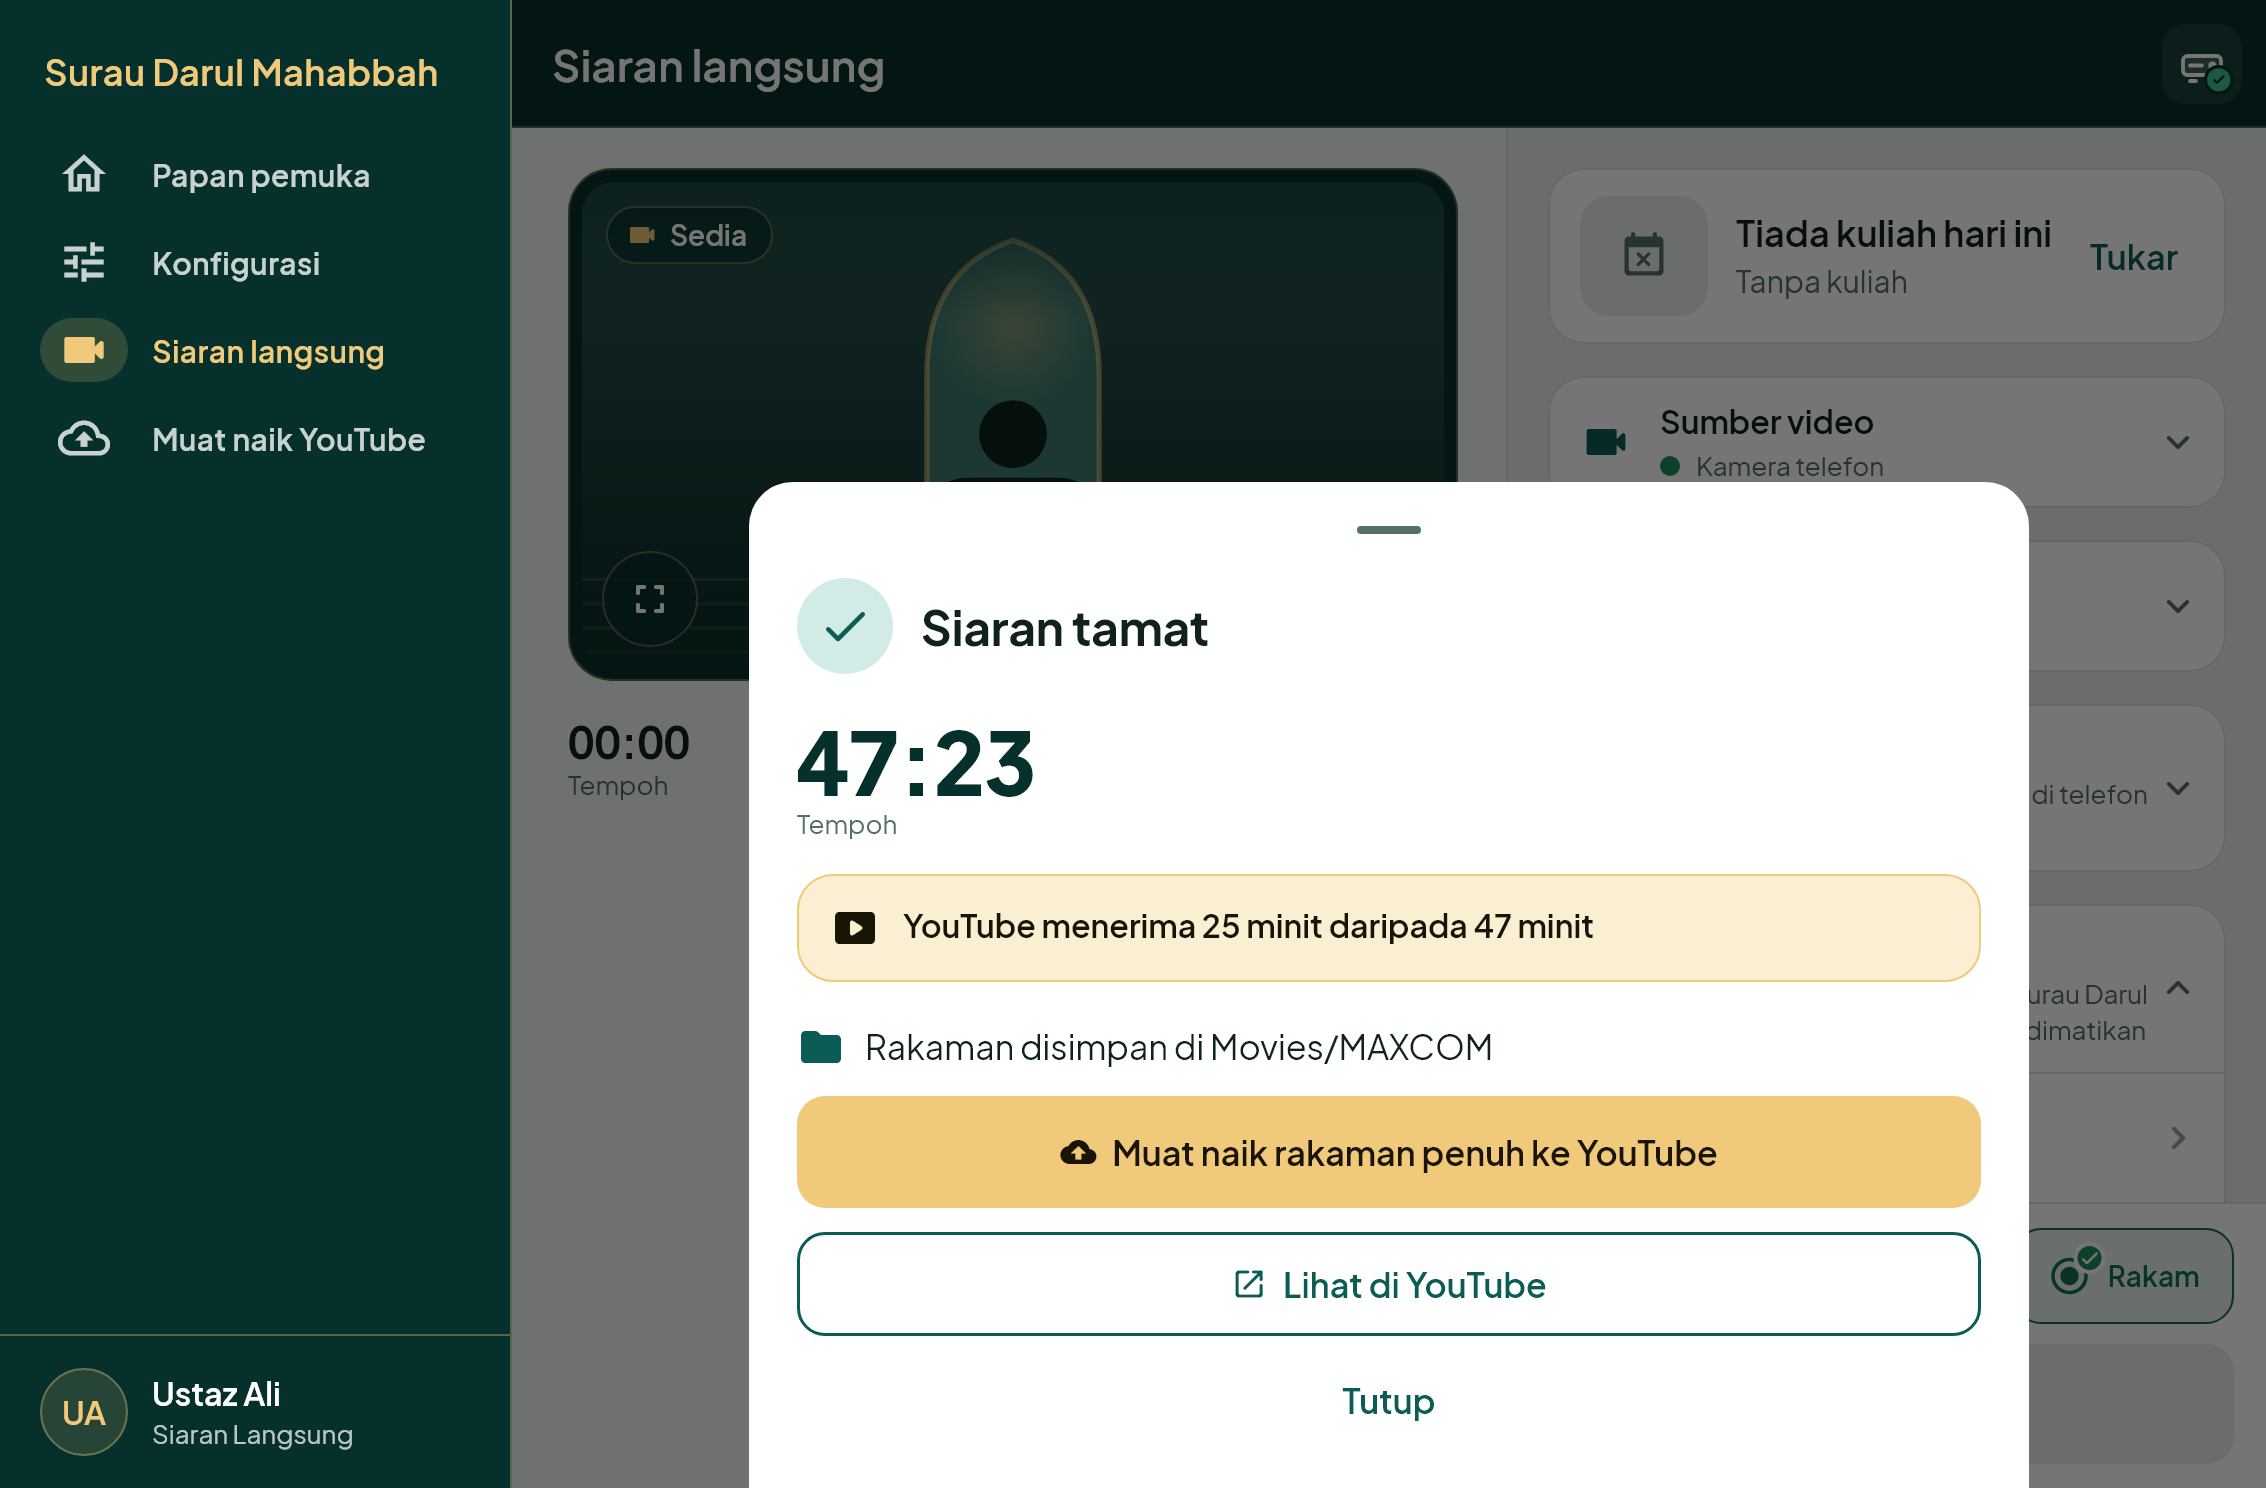 Surau Darul Mahabbah
Papan pemuka
Konfigurasi
Siaran langsung
Muat naik YouTube
UA
Ustaz Ali
Siaran Langsung
Siaran langsung
Sedia
00:00
Tempoh
Tiada kuliah hari ini
Tanpa kuliah
Tukar
Sumber video
Kamera telefon
di telefon
urau Darul
dimatikan
Rakam
Siaran tamat
47:23
Tempoh
YouTube menerima 25 minit daripada 47 minit
Rakaman disimpan di Movies/MAXCOM
Muat naik rakaman penuh ke YouTube
Lihat di YouTube
Tutup